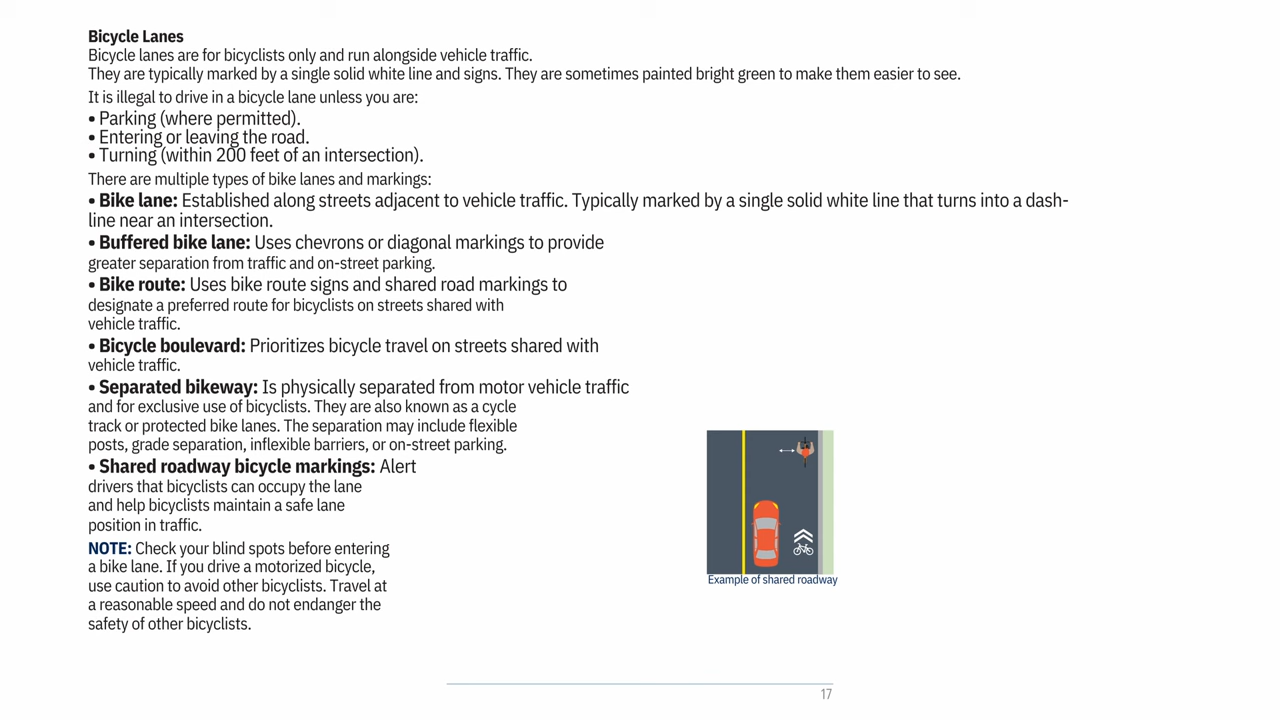 Bicycle Lanes
Bicycle lanes are for bicyclists only and run alongside vehicle traffic.
They are typically marked by a single solid white line and signs. They are sometimes painted bright green to make them easier to see.
It is illegal to drive in a bicycle lane unless you are:
• Parking (where permitted).
• Entering or leaving the road.
• Turning (within 200 feet of an intersection).
There are multiple types of bike lanes and markings:
• Bike lane: Established along streets adjacent to vehicle traffic. Typically marked by a single solid white line that turns into a dash-
line near an intersection.
• Buffered bike lane: Uses chevrons or diagonal markings to provide
greater separation from traffic and on-street parking.
• Bike route: Uses bike route signs and shared road markings to
designate a preferred route for bicyclists on streets shared with
vehicle traffic.
• Bicycle boulevard: Prioritizes bicycle travel on streets shared with
vehicle traffic.
• Separated bikeway: Is physically separated from motor vehicle traffic
and for exclusive use of bicyclists. They are also known as a cycle
track or protected bike lanes. The separation may include flexible
posts, grade separation, inflexible barriers, or on-street parking.
• Shared roadway bicycle markings: Alert
drivers that bicyclists can occupy the lane
and help bicyclists maintain a safe lane
position in traffic.
NOTE: Check your blind spots before entering
a bike lane. If you drive a motorized bicycle,
use caution to avoid other bicyclists. Travel at
a reasonable speed and do not endanger the
safety of other bicyclists.
Example of shared roadway
17